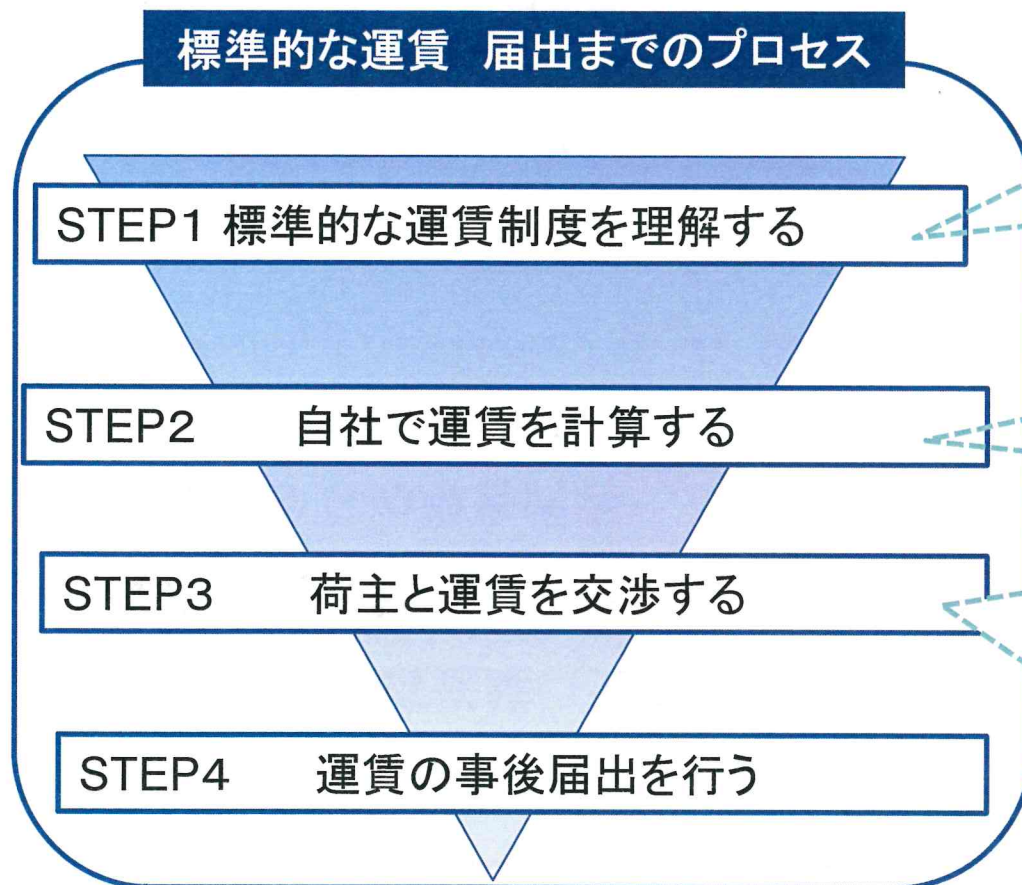 標準的な運賃 届出までのプロセス
STEP1 標準的な運賃制度を理解する
STEP2 自社で運賃を計算する
STEP3 荷主と運賃を交渉する
STEP4 運賃の事後届出を行う